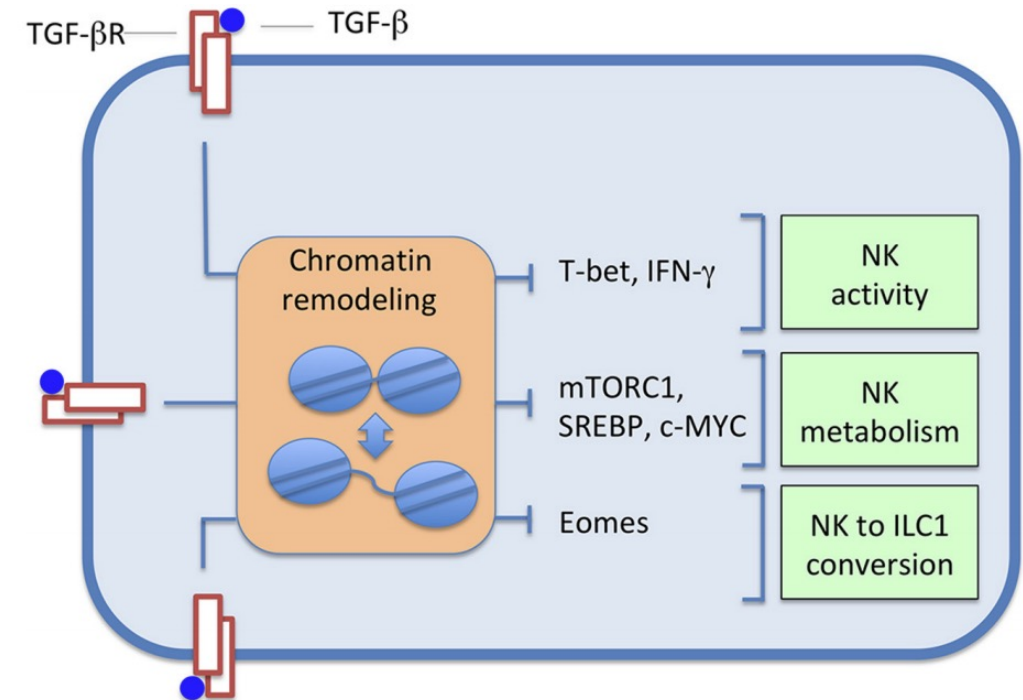 TGF-βR
TGF-β
Chromatin
remodeling
T-bet, IFN-γ
NK
activity
mTORC1,
SREBP, c-MYC
NK
metabolism
Eomes
NK to ILC1
conversion